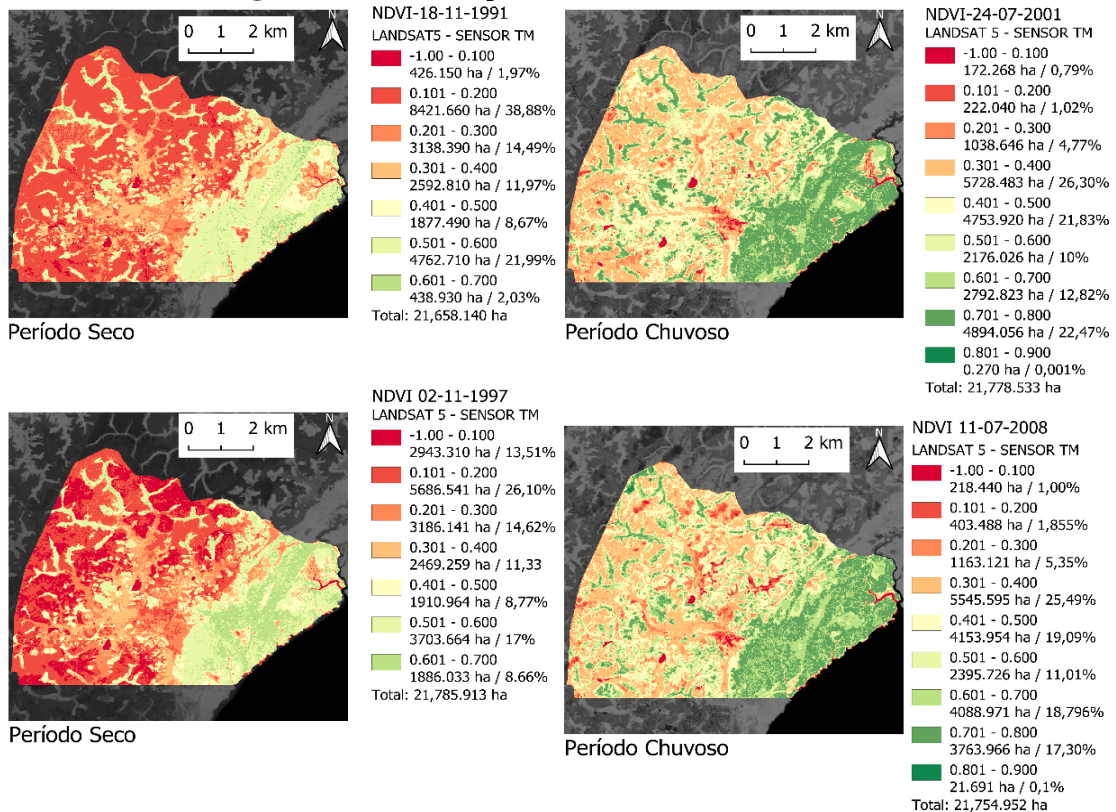 NDVI-18-11-1991
LANDSAT5 - SENSOR TM
-1.00 - 0.100
426.150 ha / 1,97%
0.101 - 0.200
8421.660 ha / 38,88%
0.201 - 0.300
3138.390 ha / 14,49%
0.301 - 0.400
2592.810 ha / 11,97%
0.401 - 0.500
1877.490 ha / 8,67%
0.501 - 0.600
4762.710 ha / 21,99%
0.601 - 0.700
438.930 ha / 2,03%
Total: 21,658.140 ha
0 1 2 km
N
Período Seco
NDVI-24-07-2001
LANDSAT 5 - SENSOR TM
-1.00 - 0.100
172.268 ha / 0,79%
0.101 - 0.200
222.040 ha / 1,02%
0.201 - 0.300
1038.646 ha / 4,77%
0.301 - 0.400
5728.483 ha / 26,30%
0.401 - 0.500
4753.920 ha / 21,83%
0.501 - 0.600
2176.026 ha / 10%
0.601 - 0.700
2792.823 ha / 12,82%
0.701 - 0.800
4894.056 ha / 22,47%
0.801 - 0.900
0.270 ha / 0,001%
Total: 21,778.533 ha
0 1 2 km
N
Período Chuvoso
NDVI 02-11-1997
LANDSAT 5 - SENSOR TM
-1.00 - 0.100
2943.310 ha / 13,51%
0.101 - 0.200
5686.541 ha / 26,10%
0.201 - 0.300
3186.141 ha / 14,62%
0.301 - 0.400
2469.259 ha / 11,33
0.401 - 0.500
1910.964 ha / 8,77%
0.501 - 0.600
3703.664 ha / 17%
0.601 - 0.700
1886.033 ha / 8.66%
Total: 21,785.913 ha
0 1 2 km
N
Período Seco
NDVI 11-07-2008
LANDSAT 5 - SENSOR TM
-1.00 - 0.100
218.440 ha / 1,00%
0.101 - 0.200
403.488 ha / 1,855%
0.201 - 0.300
1163.121 ha / 5,35%
0.301 - 0.400
5545.595 ha / 25,49%
0.401 - 0.500
4153.954 ha / 19,09%
0.501 - 0.600
2395.726 ha / 11,01%
0.601 - 0.700
4088.971 ha / 18,796%
0.701 - 0.800
3763.966 ha / 17,30%
0.801 - 0.900
21.691 ha / 0,1%
Total: 21,754.952 ha
0 1 2 km
N
Período Chuvoso